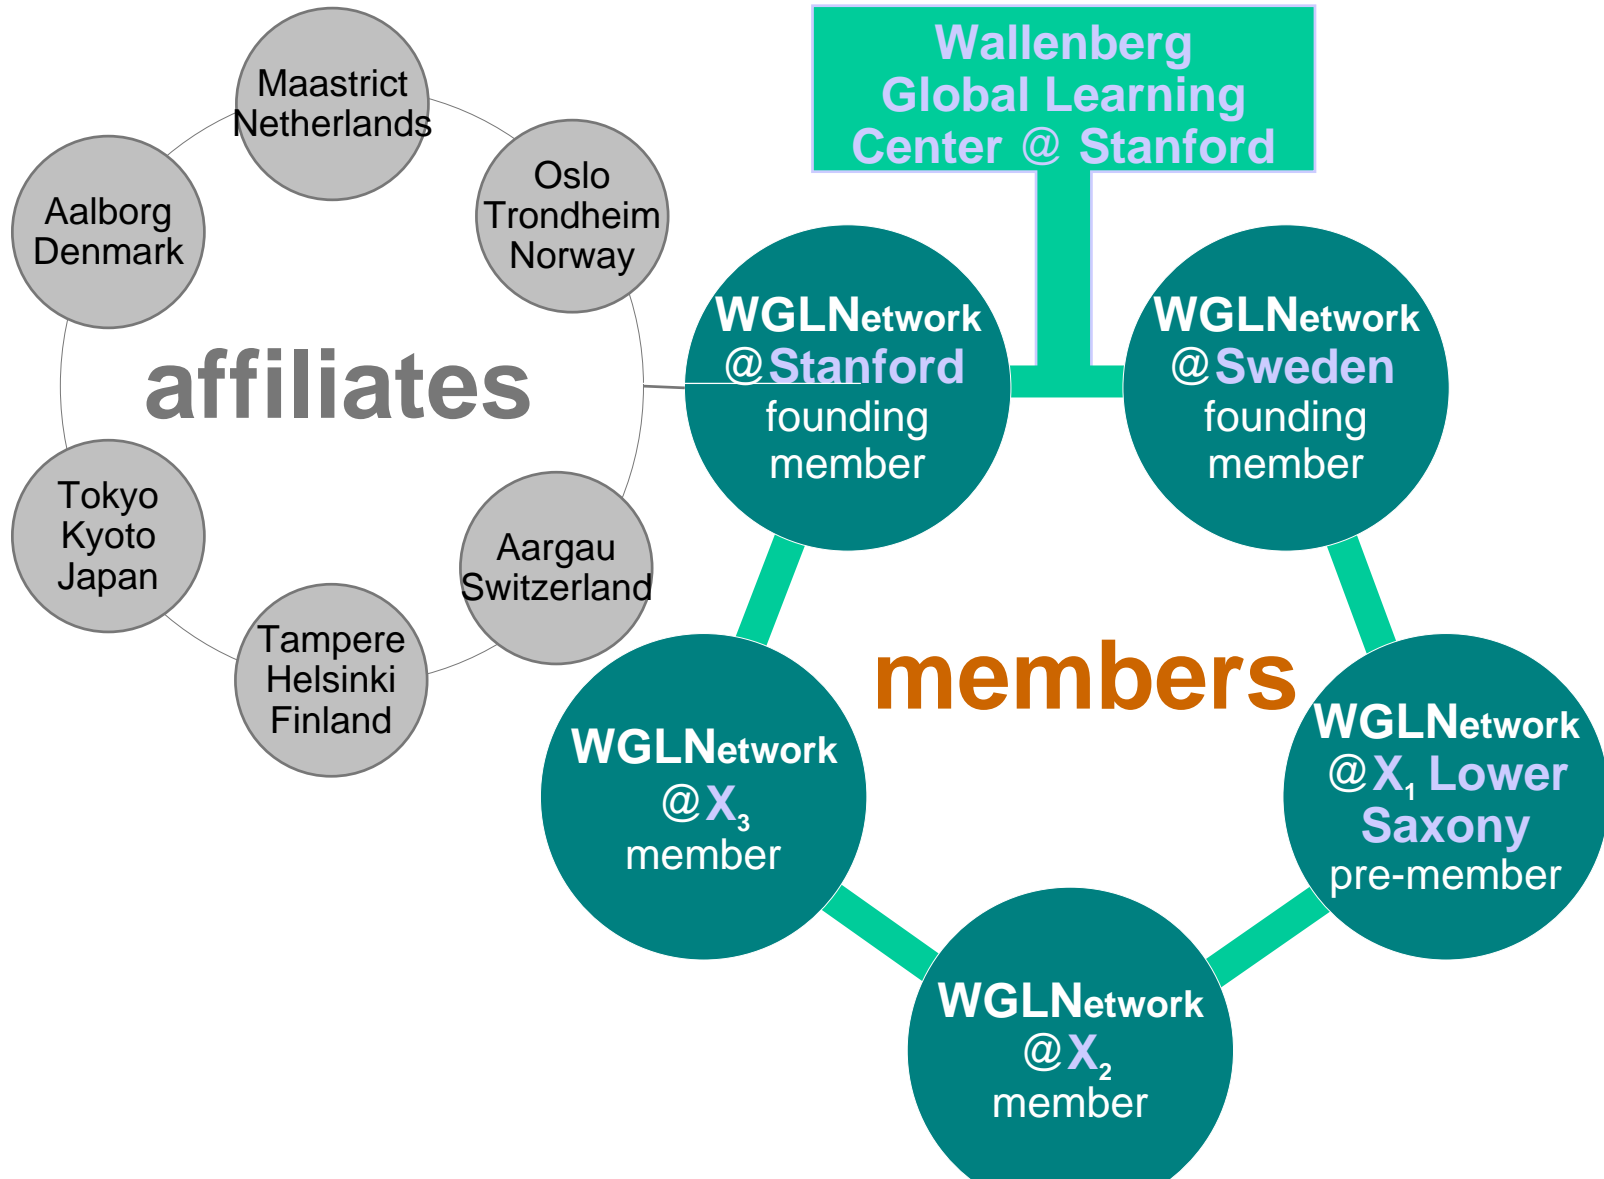 Maastrict
Netherlands
Oslo
Trondheim
Norway
Aalborg
Denmark
affiliates
Tokyo
Kyoto
Japan
Aargau
Switzerland
Tampere
Helsinki
Finland
Wallenberg
Global Learning
Center @ Stanford
WGLNetwork
@Stanford
founding
member
WGLNetwork
@Sweden
founding
member
members
WGLNetwork
@X3
member
WGLNetwork
@X1 Lower
Saxony
pre-member
WGLNetwork
@X2
member